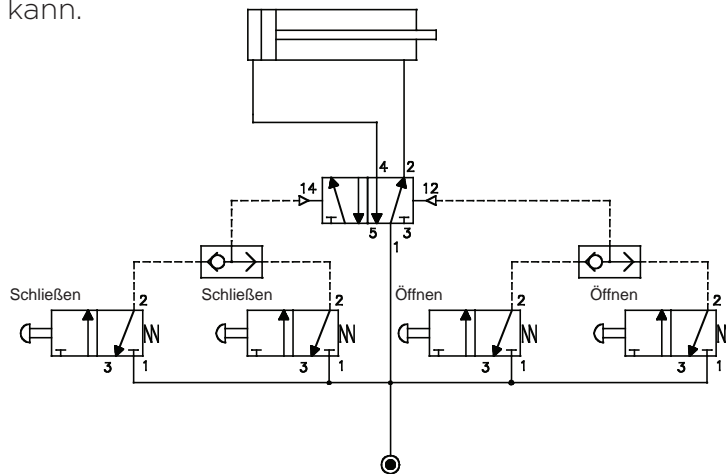 kann.
4 2
14 12
5 3
1
Schließen Schließen Öffnen Öffnen
2 2 2 2
3 1 3 1 3 1 3 1